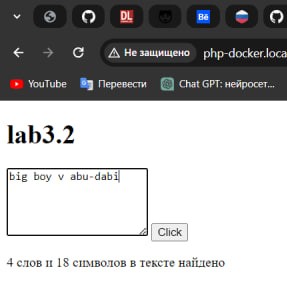 DL
Bē
Не защищено
php-docker.loca
YouTube
Перевести
Chat GPT: нейросет...
lab3.2
big boy v abu-dabi
Click
4 слов и 18 символов в тексте найдено